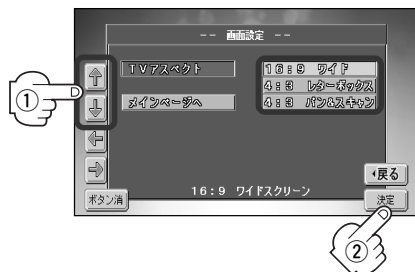 -- 画面設定 --
TVアスペクト
16:9 ワイド
4:3 レターボックス
メインページへ
4:3 パン&スキャン
①
戻る
ボタン消
16:9 ワイドスクリーン
決定
②